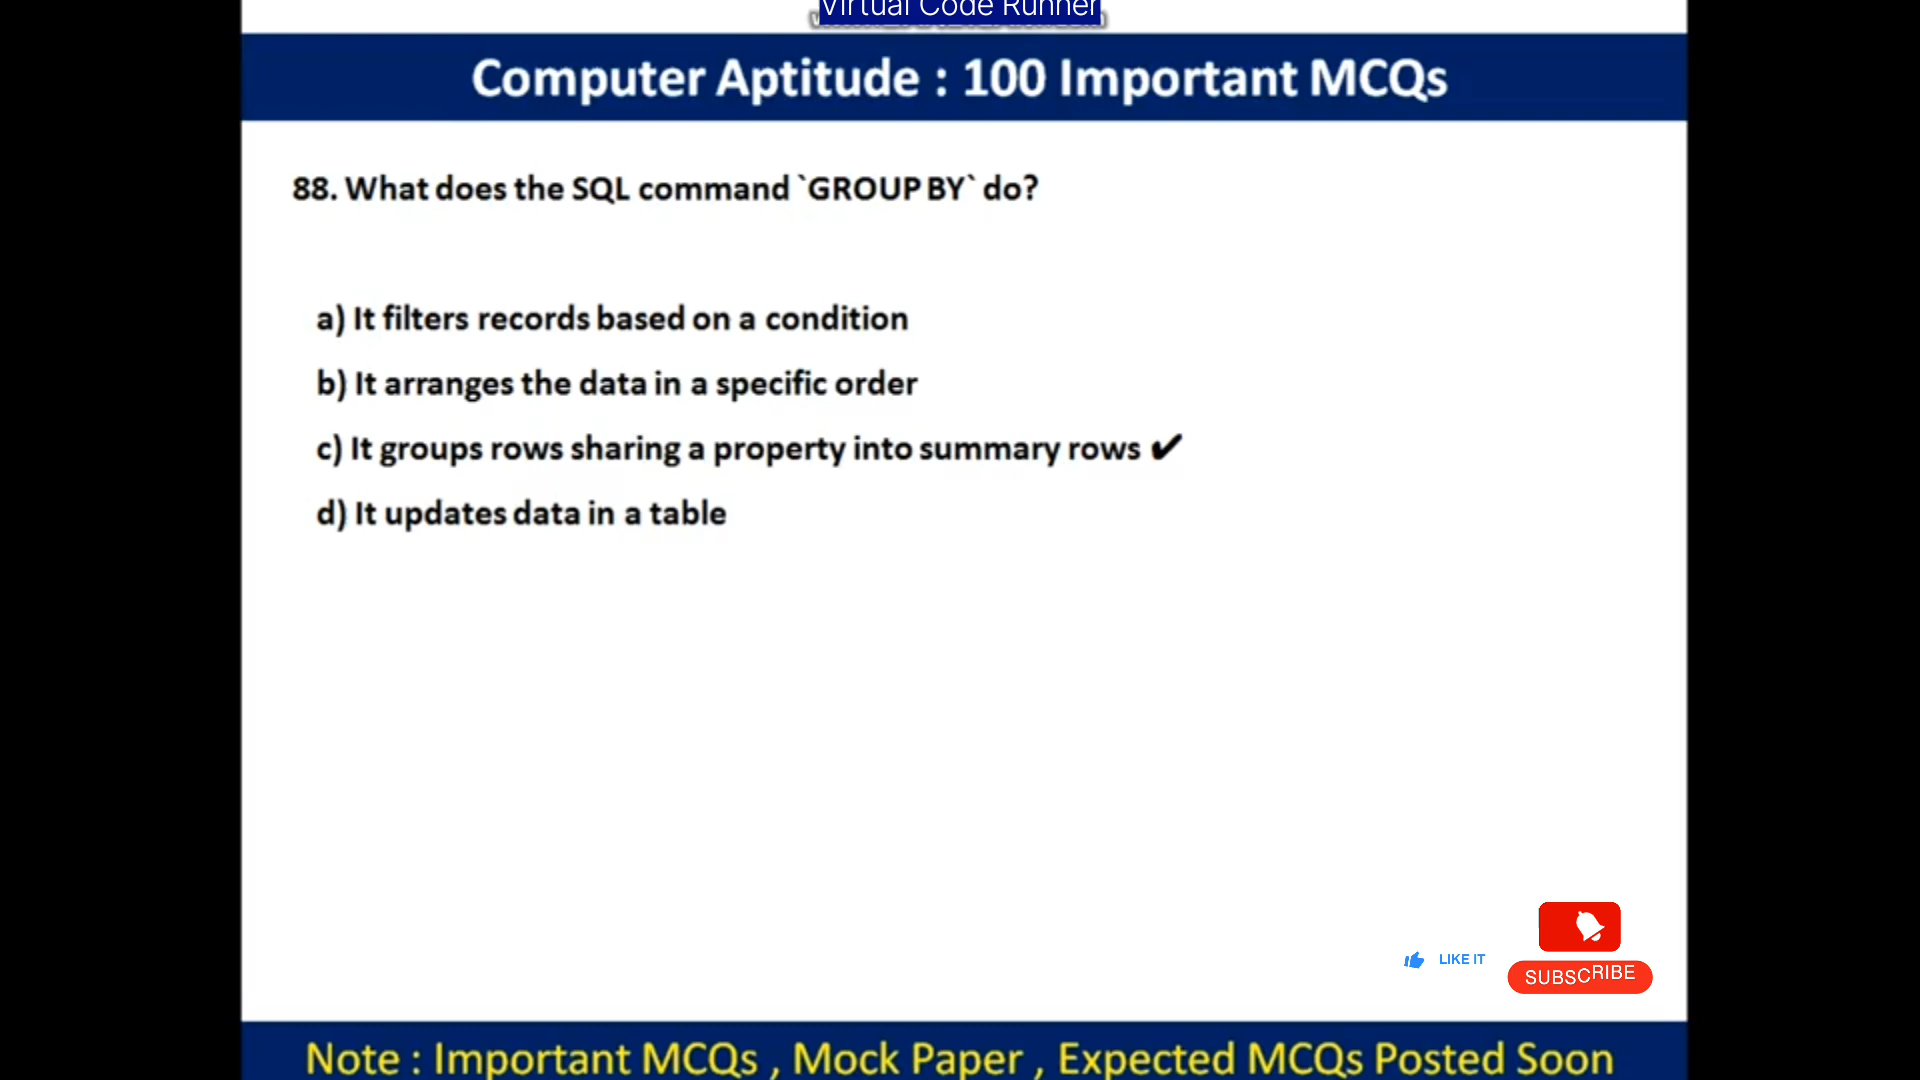 Virtual Code Runner
Computer Aptitude : 100 Important MCQs
88. What does the SQL command `GROUP BY` do?
a) It filters records based on a condition
b) It arranges the data in a specific order
c) It groups rows sharing a property into summary rows ✔
d) It updates data in a table
LIKE IT
SUBSCRIBE
Note : Important MCQs , Mock Paper , Expected MCQs Posted Soon